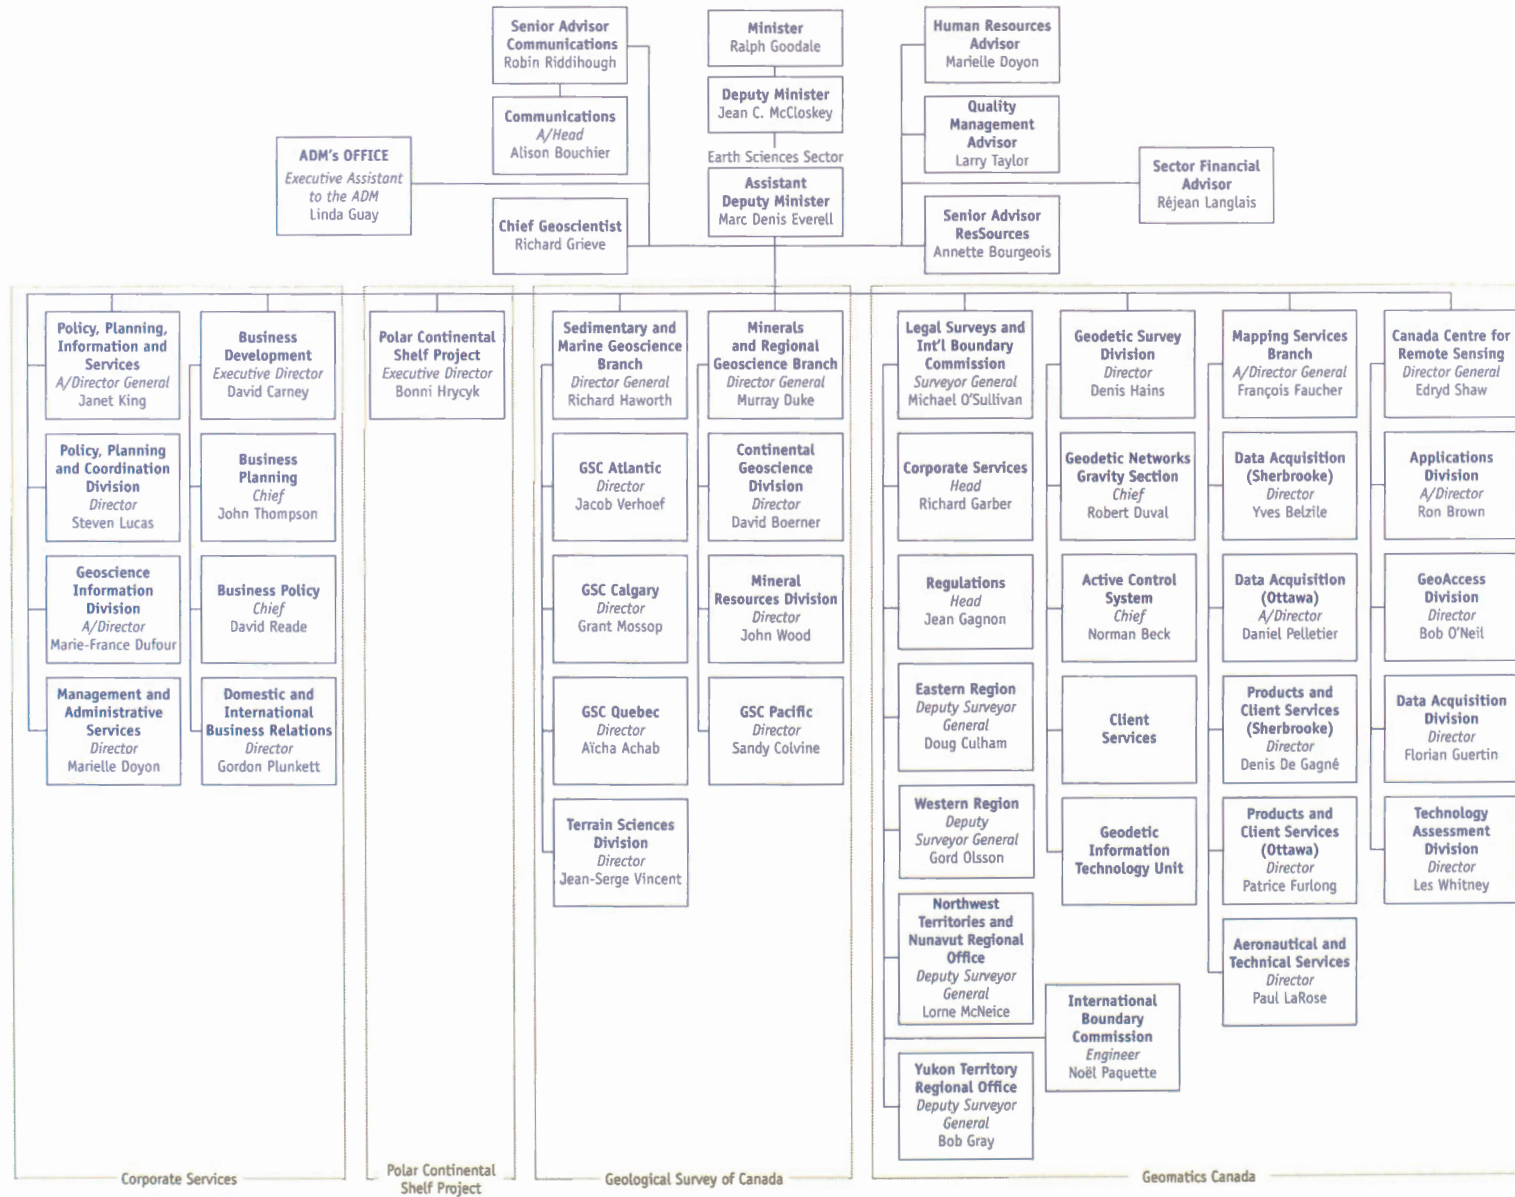 Senior Advisor
Communications
Robin Riddihough
Communications
A/Head
Alison Bouchier
ADM's OFFICE
Executive Assistant
to the ADM
Linda Guay
Chief Geoscientist
Richard Grieve
Minister
Ralph Goodale
Deputy Minister
Jean C. McCloskey
Earth Sciences Sector
Assistant
Deputy Minister
Marc Denis Everell
Human Resources
Advisor
Marielle Doyon
Quality
Management
Advisor
Larry Taylor
Sector Financial
Advisor
Réjean Langlais
Senior Advisor
ResSources
Annette Bourgeois
Policy, Planning,
Information and
Services
A/Director General
Janet King
Policy, Planning
and Coordination
Division
Director
Steven Lucas
Geoscience
Information
Division
A/Director
Marie-France Dufour
Management and
Administrative
Services
Director
Marielle Doyon
Business
Development
Executive Director
David Carney
Business
Planning
Chief
John Thompson
Business Policy
Chief
David Reade
Domestic and
International
Business Relations
Director
Gordon Plunkett
Corporate Services
Polar Continental
Shelf Project
Executive Director
Bonni Hrycyk
Polar Continental
Shelf Project
Sedimentary and
Marine Geoscience
Branch
Director General
Richard Haworth
GSC Atlantic
Director
Jacob Verhoef
GSC Calgary
Director
Grant Mossop
GSC Quebec
Director
Aïcha Achab
Terrain Sciences
Division
Director
Jean-Serge Vincent
Minerals
and Regional
Geoscience Branch
Director General
Murray Duke
Continental
Geoscience
Division
Director
David Boerner
Mineral
Resources Division
Director
John Wood
GSC Pacific
Director
Sandy Colvine
Geological Survey of Canada
Legal Surveys and
Int'l Boundary
Commission
Surveyor General
Michael O'Sullivan
Corporate Services
Head
Richard Garber
Regulations
Head
Jean Gagnon
Eastern Region
Deputy Surveyor
General
Doug Culham
Western Region
Deputy
Surveyor General
Gord Olsson
Northwest
Territories and
Nunavut Regional
Office
Deputy Surveyor
General
Lorne McNeice
International
Boundary
Commission
Engineer
Noël Paquette
Yukon Territory
Regional Office
Deputy Surveyor
General
Bob Gray
Geodetic Survey
Division
Director
Denis Hains
Geodetic Networks
Gravity Section
Chief
Robert Duval
Active Control
System
Chief
Norman Beck
Client
Services
Geodetic
Information
Technology Unit
Mapping Services
Branch
A/Director General
François Faucher
Data Acquisition
(Sherbrooke)
Director
Yves Belzile
Data Acquisition
(Ottawa)
A/Director
Daniel Pelletier
Products and
Client Services
(Sherbrooke)
Director
Denis De Gagné
Products and
Client Services
(Ottawa)
Director
Patrice Furlong
Aeronautical and
Technical Services
Director
Paul LaRose
Canada Centre for
Remote Sensing
Director General
Edryd Shaw
Applications
Division
A/Director
Ron Brown
GeoAccess
Division
Director
Bob O'Neil
Data Acquisition
Division
Director
Florian Guertin
Technology
Assessment
Division
Director
Les Whitney
Geomatics Canada